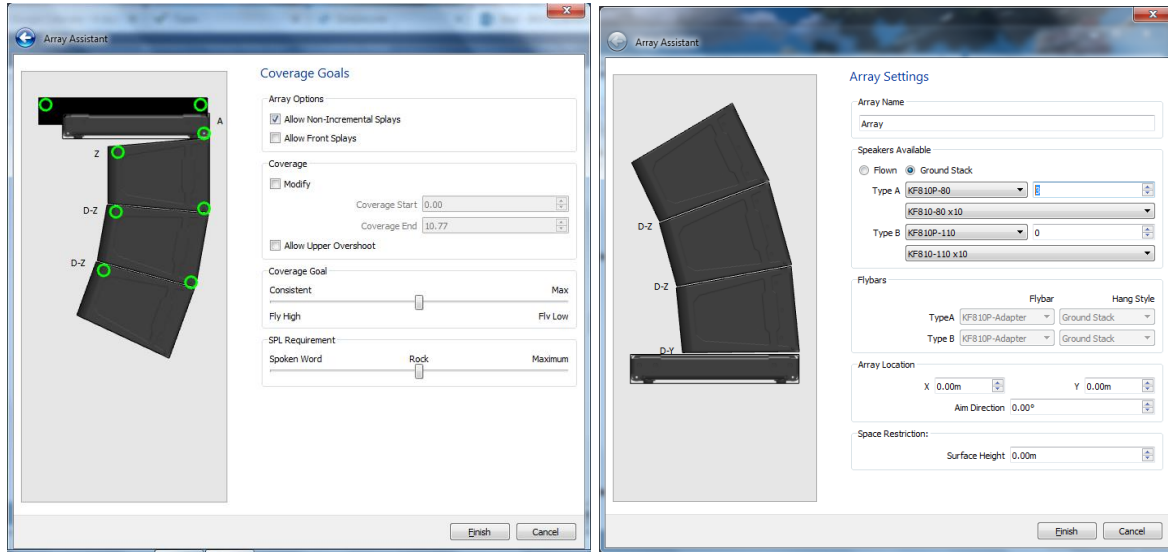 Array Assistant
Coverage Goals
Array Options
Allow Non-Incremental Splays
Allow Front Splays
Coverage
Modify
Coverage Start 0.00
Coverage End 10.77
Allow Upper Overshoot
Coverage Goal
Consistent Max
Fly High Fly Low
SPL Requirement
Spoken Word Rock Maximum
A
Z
D-Z
D-Z
Finish Cancel
Array Assistant
Array Settings
Array Name
Array
Speakers Available
Flown Ground Stack
Type A KF810P-80 3
KF810-80 x10
Type B KF810P-110 0
KF810-110 x10
Flybars
Flybar Hang Style
TypeA KF810P-Adapter Ground Stack
Type B KF810P-Adapter Ground Stack
Array Location
X 0.00m Y 0.00m
Aim Direction 0.00°
Space Restriction:
Surface Height 0.00m
D-Z
D-Z
D-Y
Finish Cancel